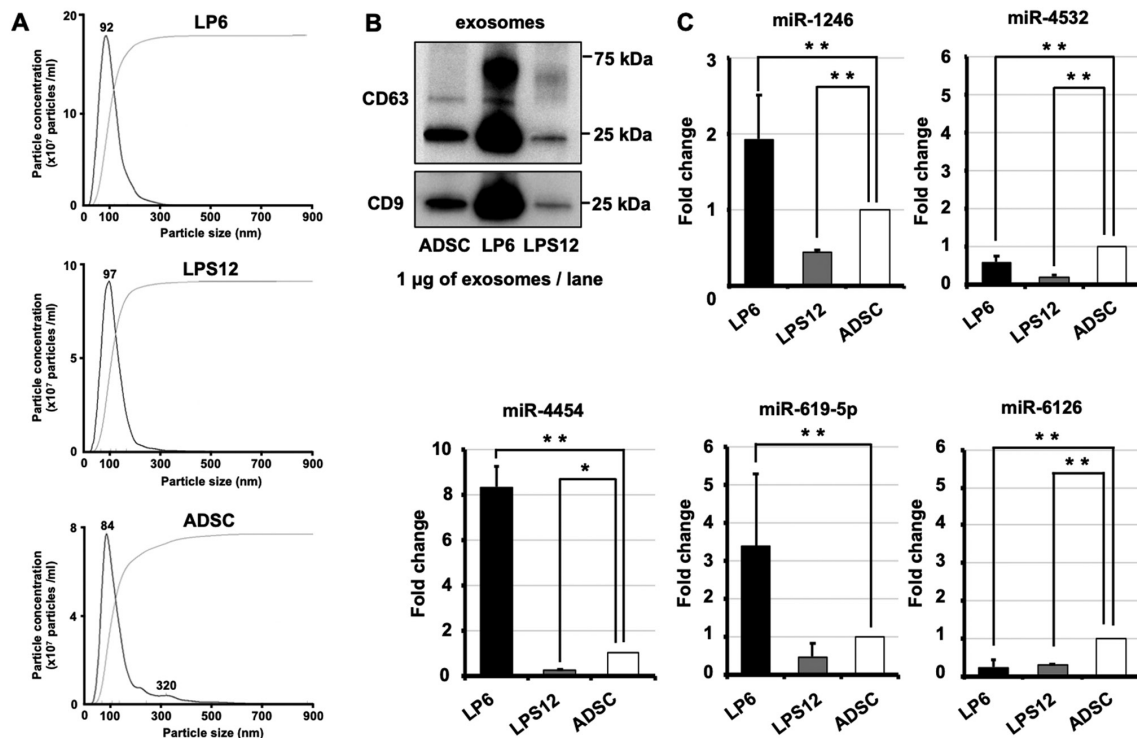 A
LP6
92
Particle concentration
(x10⁷ particles /ml)
20
10
0
0 100 300 500 700 900
Particle size (nm)
LPS12
97
Particle concentration
(x10⁷ particles /ml)
10
5
0
0 100 300 500 700 900
Particle size (nm)
ADSC
84
320
Particle concentration
(x10⁷ particles /ml)
8
4
0
0 100 300 500 700 900
Particle size (nm)
B
exosomes
75 kDa
CD63
25 kDa
CD9
25 kDa
ADSC LP6 LPS12
1 µg of exosomes / lane
C
miR-1246
Fold change
3
2
1
0
**
**
LP6 LPS12 ADSC
miR-4532
Fold change
6
5
4
3
2
1
0
**
**
LP6 LPS12 ADSC
miR-4454
Fold change
10
8
6
4
2
0
**
*
LP6 LPS12 ADSC
miR-619-5p
Fold change
6
5
4
3
2
1
0
**
LP6 LPS12 ADSC
miR-6126
Fold change
6
5
4
3
2
1
0
**
**
LP6 LPS12 ADSC